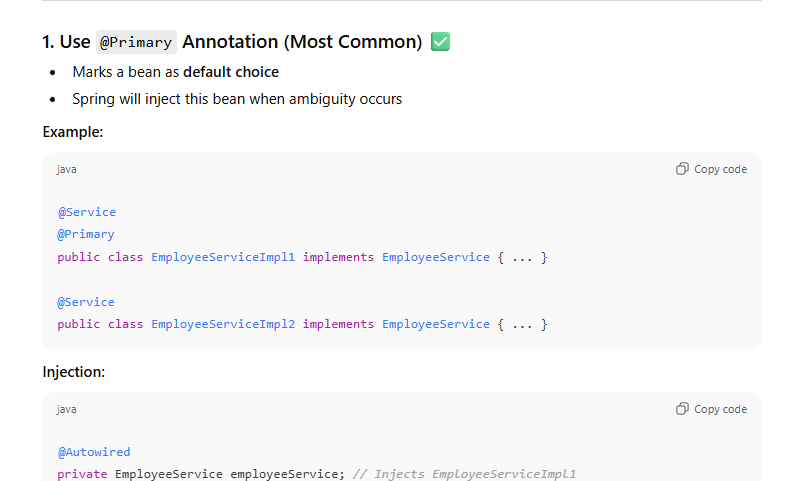 1. Use @Primary Annotation (Most Common) ✅
• Marks a bean as default choice
• Spring will inject this bean when ambiguity occurs
Example:
java Copy code
@Service
@Primary
public class EmployeeServiceImpl1 implements EmployeeService { ... }
@Service
public class EmployeeServiceImpl2 implements EmployeeService { ... }
Injection:
java Copy code
@Autowired
private EmployeeService employeeService; // Injects EmployeeServiceImpl1